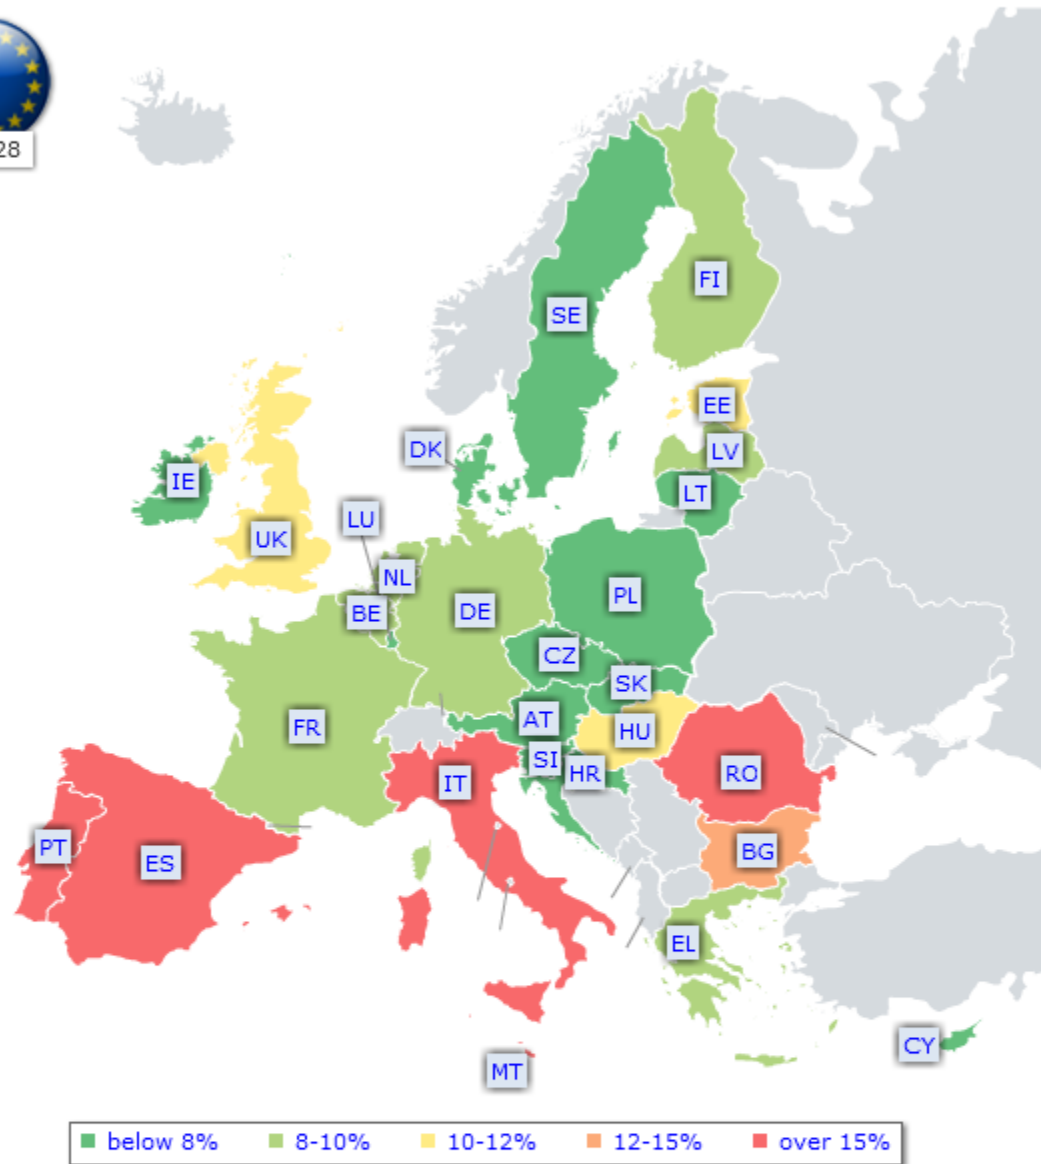 28
FI
SE
EE
DK
LV
IE
LT
LU
UK
NL
PL
BE
DE
CZ
SK
AT
FR
HU
SI
HR
RO
IT
PT
BG
ES
EL
CY
MT
below 8% 8-10% 10-12% 12-15% over 15%